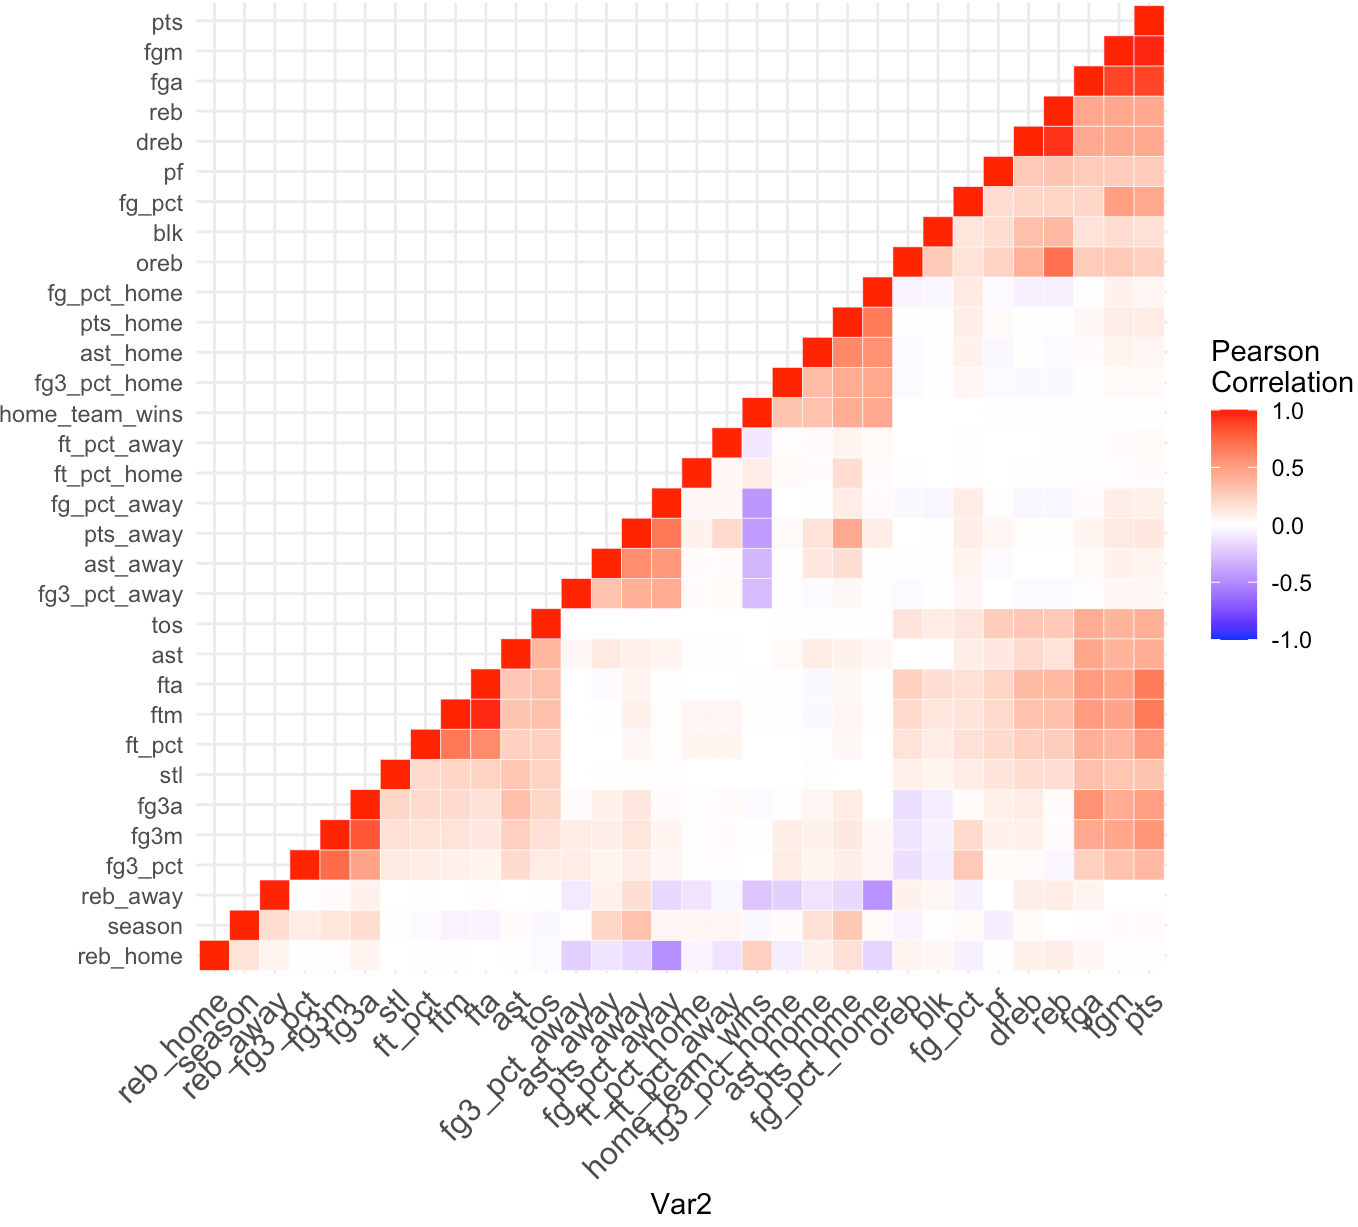 pts
fgm
fga
reb
dreb
pf
fg_pct
blk
oreb
fg_pct_home
pts_home
ast_home
fg3_pct_home
home_team_wins
ft_pct_away
ft_pct_home
fg_pct_away
pts_away
ast_away
fg3_pct_away
tos
ast
fta
ftm
ft_pct
stl
fg3a
fg3m
fg3_pct
reb_away
season
reb_home
reb_home
season
reb_away
fg3_pct
fg3m
fg3a
stl
ft_pct
ftm
fta
ast
tos
fg3_pct_away
ast_away
pts_away
fg_pct_away
ft_pct_home
ft_pct_away
home_team_wins
fg3_pct_home
ast_home
pts_home
fg_pct_home
oreb
blk
fg_pct
pf
dreb
reb
fga
fgm
pts
Var2
Pearson
Correlation
1.0
0.5
0.0
-0.5
-1.0